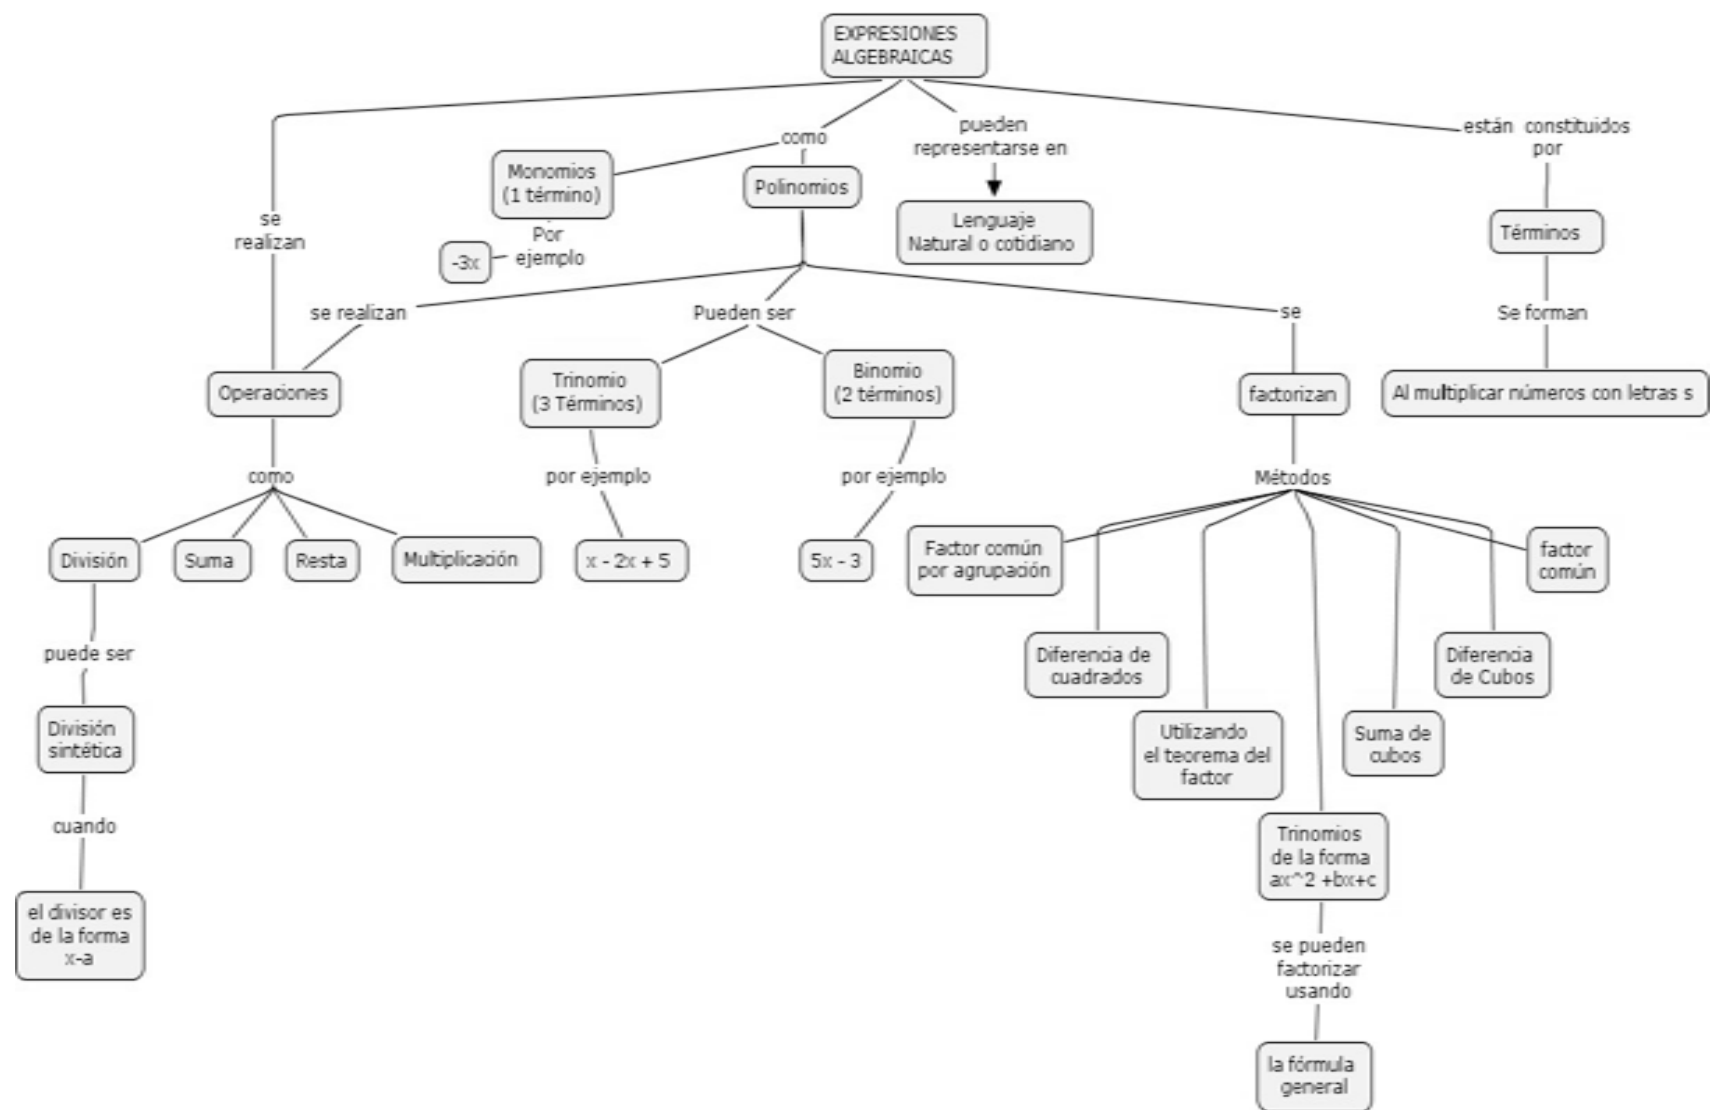 EXPRESIONES
ALGEBRAICAS
como
pueden
representarse en
están constituidos
por
Monomios
(1 término)
Polinomios
Lenguaje
Natural o cotidiano
Términos
se
realizan
Por
ejemplo
-3x
se realizan
Pueden ser
se
Se forman
Operaciones
Trinomio
(3 Términos)
Binomio
(2 términos)
factorizan
Al multiplicar números con letras s
como
por ejemplo
por ejemplo
Métodos
División
Suma
Resta
Multiplicación
x - 2x + 5
5x - 3
Factor común
por agrupación
factor
común
puede ser
Diferencia de
cuadrados
Diferencia
de Cubos
División
sintética
Utilizando
el teorema del
factor
Suma de
cubos
cuando
Trinomios
de la forma
ax^2 +bx+c
el divisor es
de la forma
x-a
se pueden
factorizar
usando
la fórmula
general